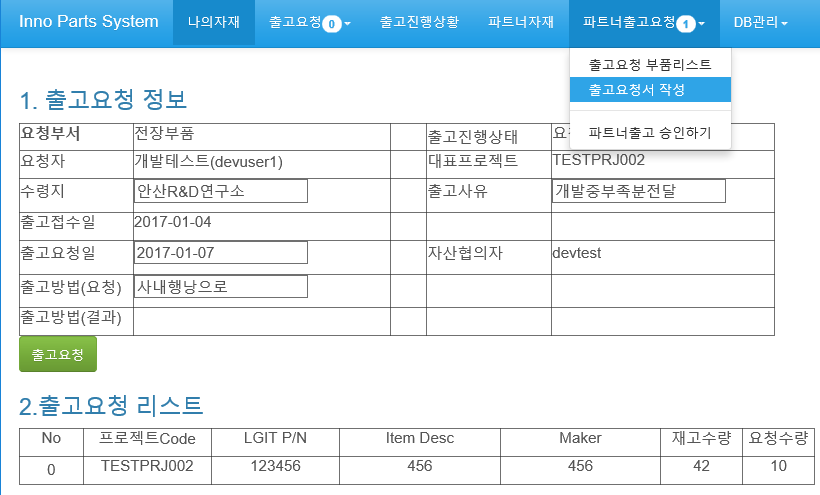 Inno Parts System 나의자재 출고요청 0 출고진행상황 파트너자재 파트너출고요청 1 DB관리
출고요청 부품리스트
출고요청서 작성
파트너출고 승인하기
1. 출고요청 정보
요청부서 전장부품 출고진행상태
요청자 개발테스트(devuser1) 대표프로젝트 TESTPRJ002
수령지 안산R&D연구소 출고사유 개발중부족분전달
출고접수일 2017-01-04
출고요청일 2017-01-07 자산협의자 devtest
출고방법(요청) 사내행낭으로
출고방법(결과)
출고요청
2.출고요청 리스트
No 프로젝트Code LGIT P/N Item Desc Maker 재고수량 요청수량
0 TESTPRJ002 123456 456 456 42 10